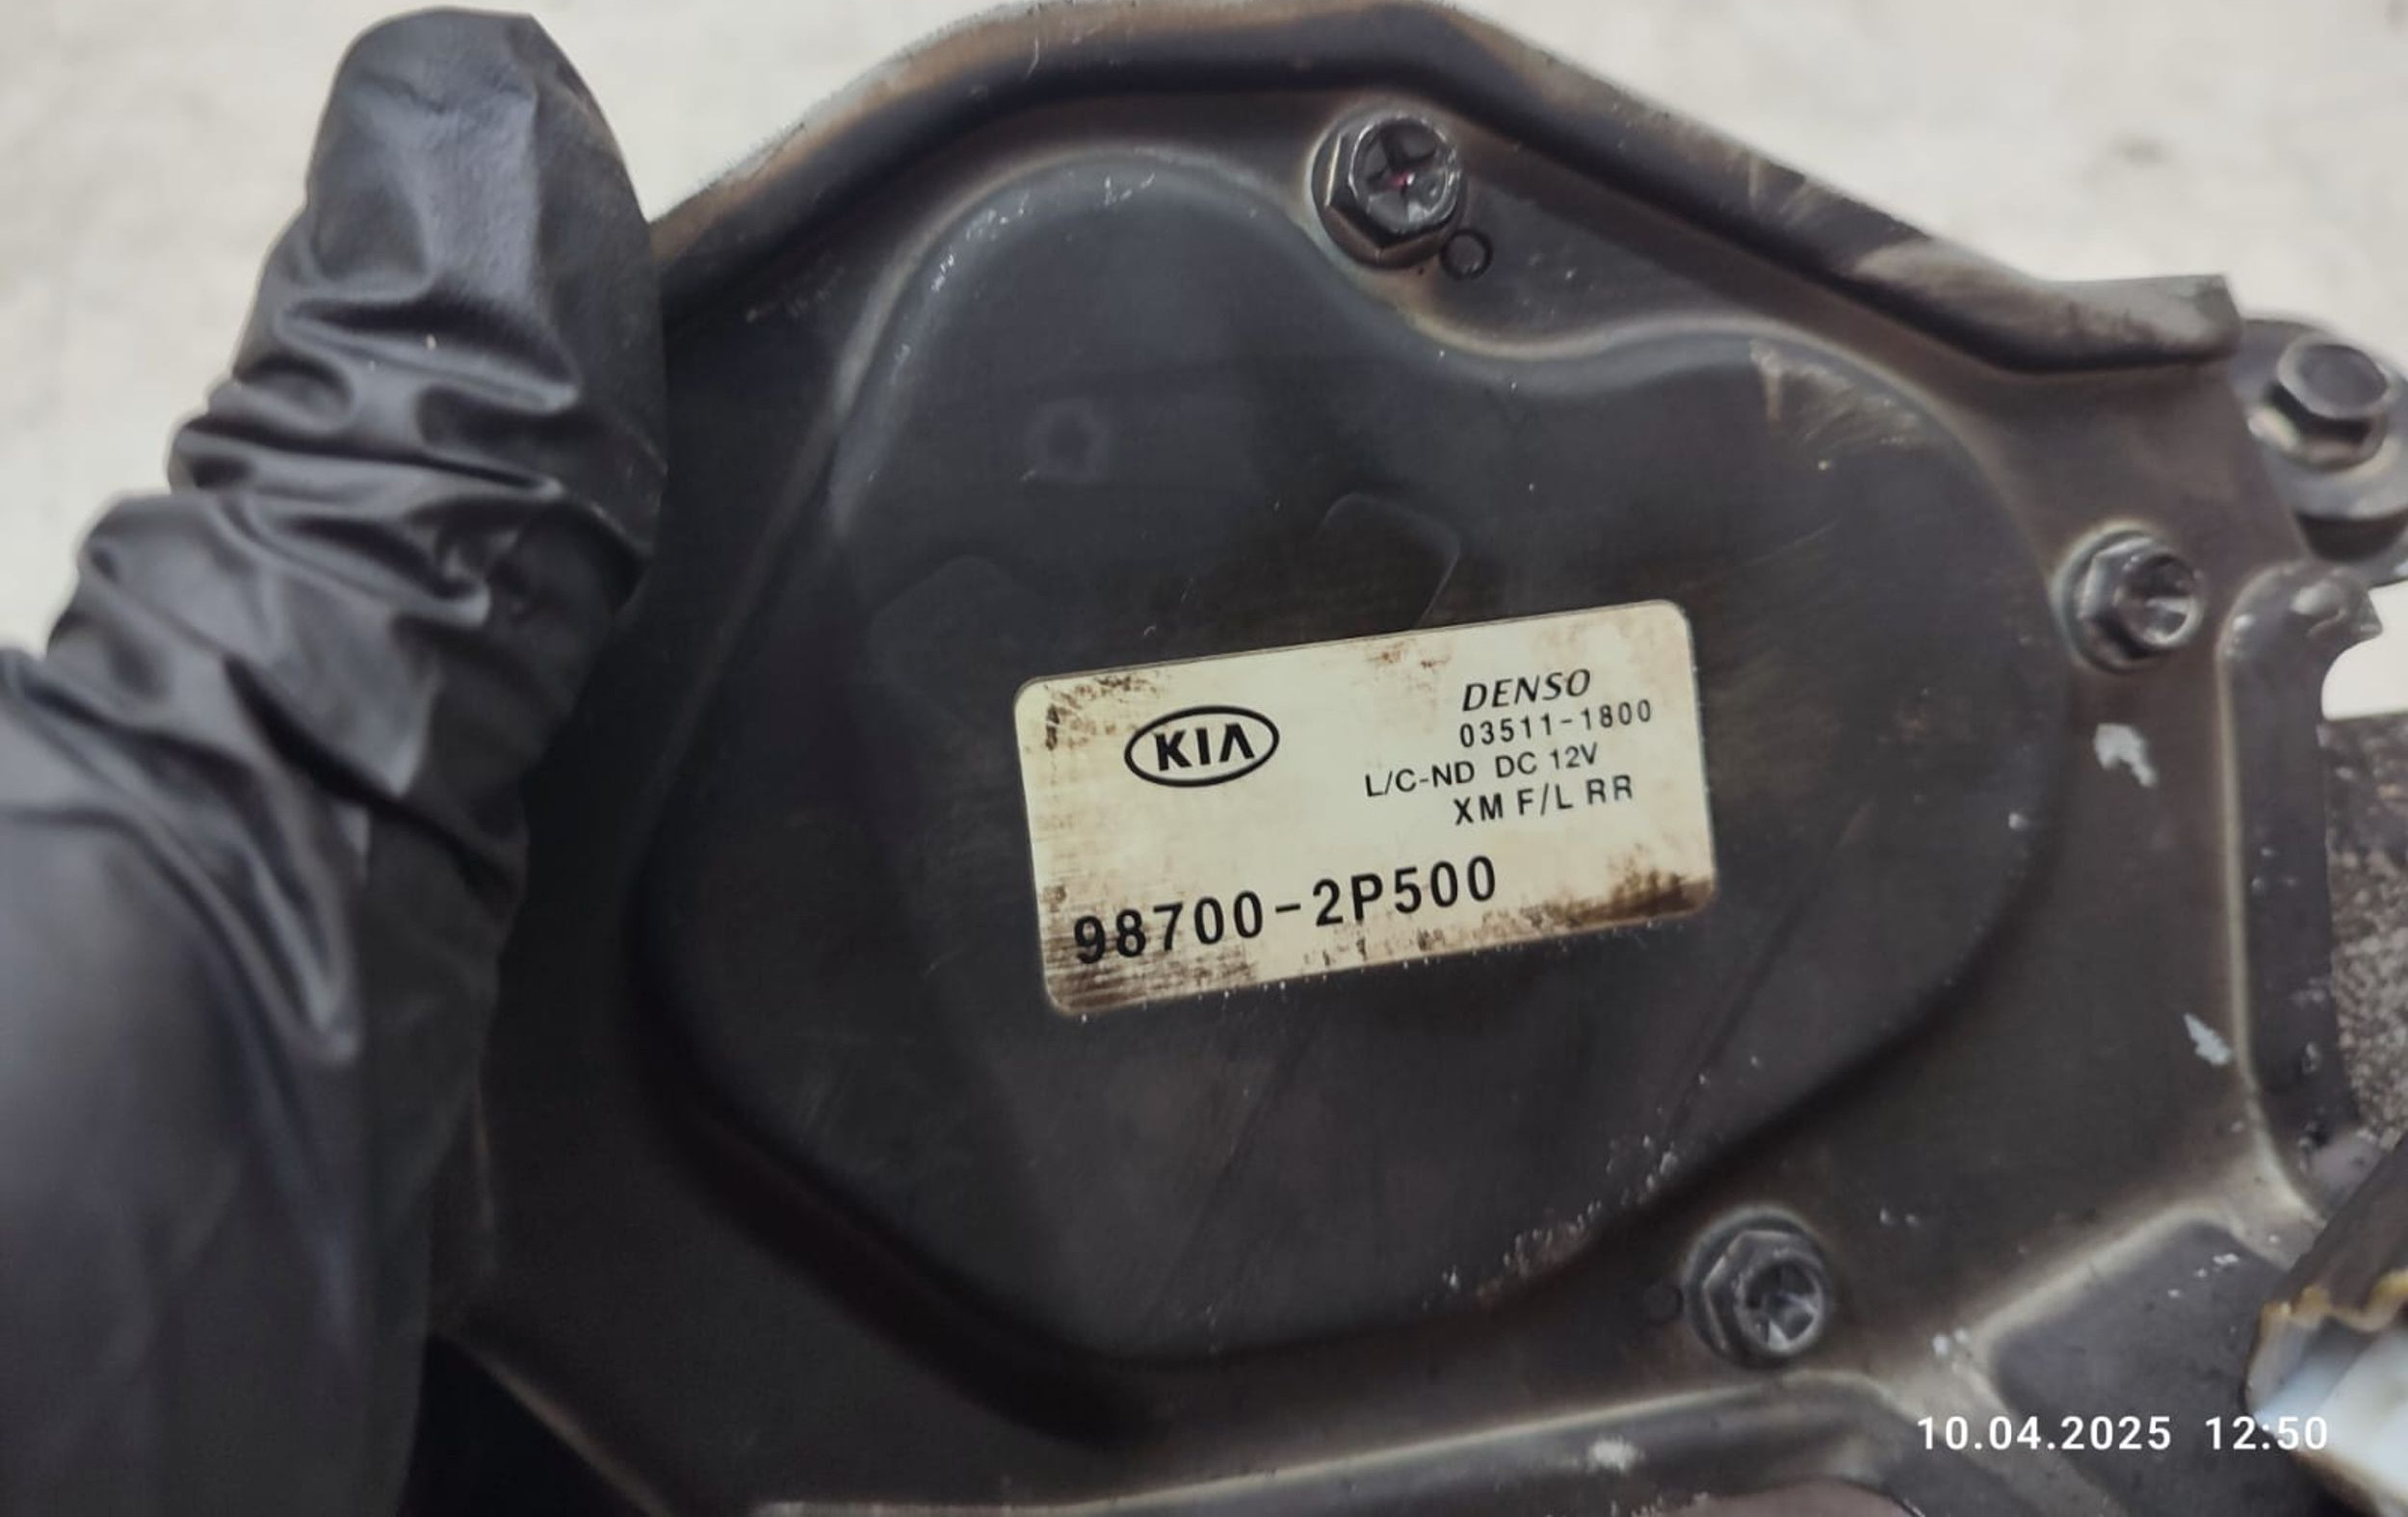 KIA
DENSO
03511-1800
L/C-ND DC 12V
XM F/L RR
98700-2P500
10.04.2025 12:50